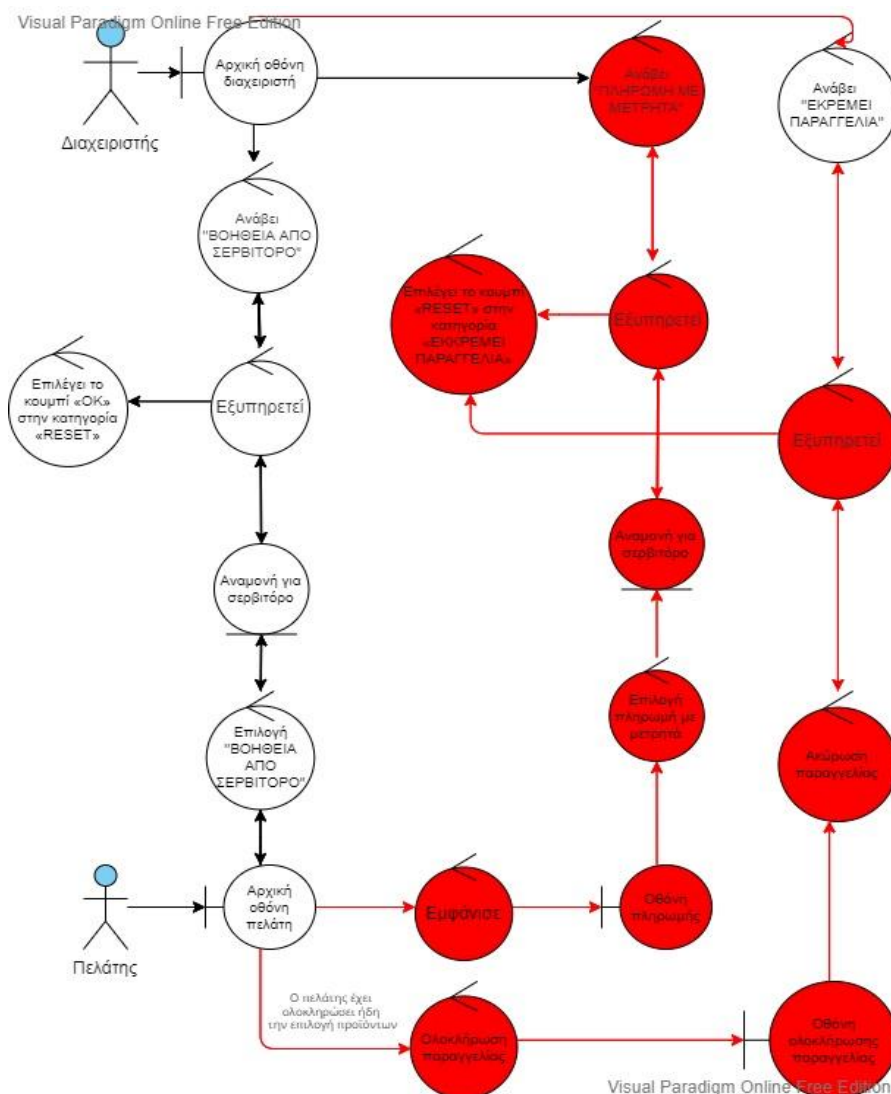 Visual Paradigm Online Free Edition
Αρχική οθόνη
διαχειριστή
Ανάβει
"ΠΛΗΡΟΜΗ ΜΕ
ΜΕΤΡΗΤΑ"
Ανάβει
"ΕΚΡΕΜΕΙ
ΠΑΡΑΓΓΕΛΙΑ"
Διαχειριστής
Ανάβει
"ΒΟΗΘΕΙΑ ΑΠΟ
ΣΕΡΒΙΤΟΡΟ"
Επιλέγει το κουμπί
«RESET» στην
κατηγορία
«ΕΚΚΡΕΜΕΙ
ΠΑΡΑΓΓΕΛΙΑ»
Εξυπηρετεί
Επιλέγει το
κουμπί «OK»
στην κατηγορία
«RESET»
Εξυπηρετεί
Εξυπηρετεί
Αναμονή για
σερβιτόρο
Αναμονή για
σερβιτόρο
Επιλογή
"ΒΟΗΘΕΙΑ
ΑΠΟ
ΣΕΡΒΙΤΟΡΟ"
Επιλογή
πληρωμή με
μετρητά
Ακύρωση
παραγγελίας
Αρχική
οθόνη
πελάτη
Εμφάνισε
Οθόνη
πληρωμής
Πελάτης
Ο πελάτης έχει
ολοκληρώσει ήδη
την επιλογή προϊόντων
Ολοκλήρωση
παραγγελίας
Οθόνη
ολοκλήρωσης
παραγγελίας
Visual Paradigm Online Free Edition